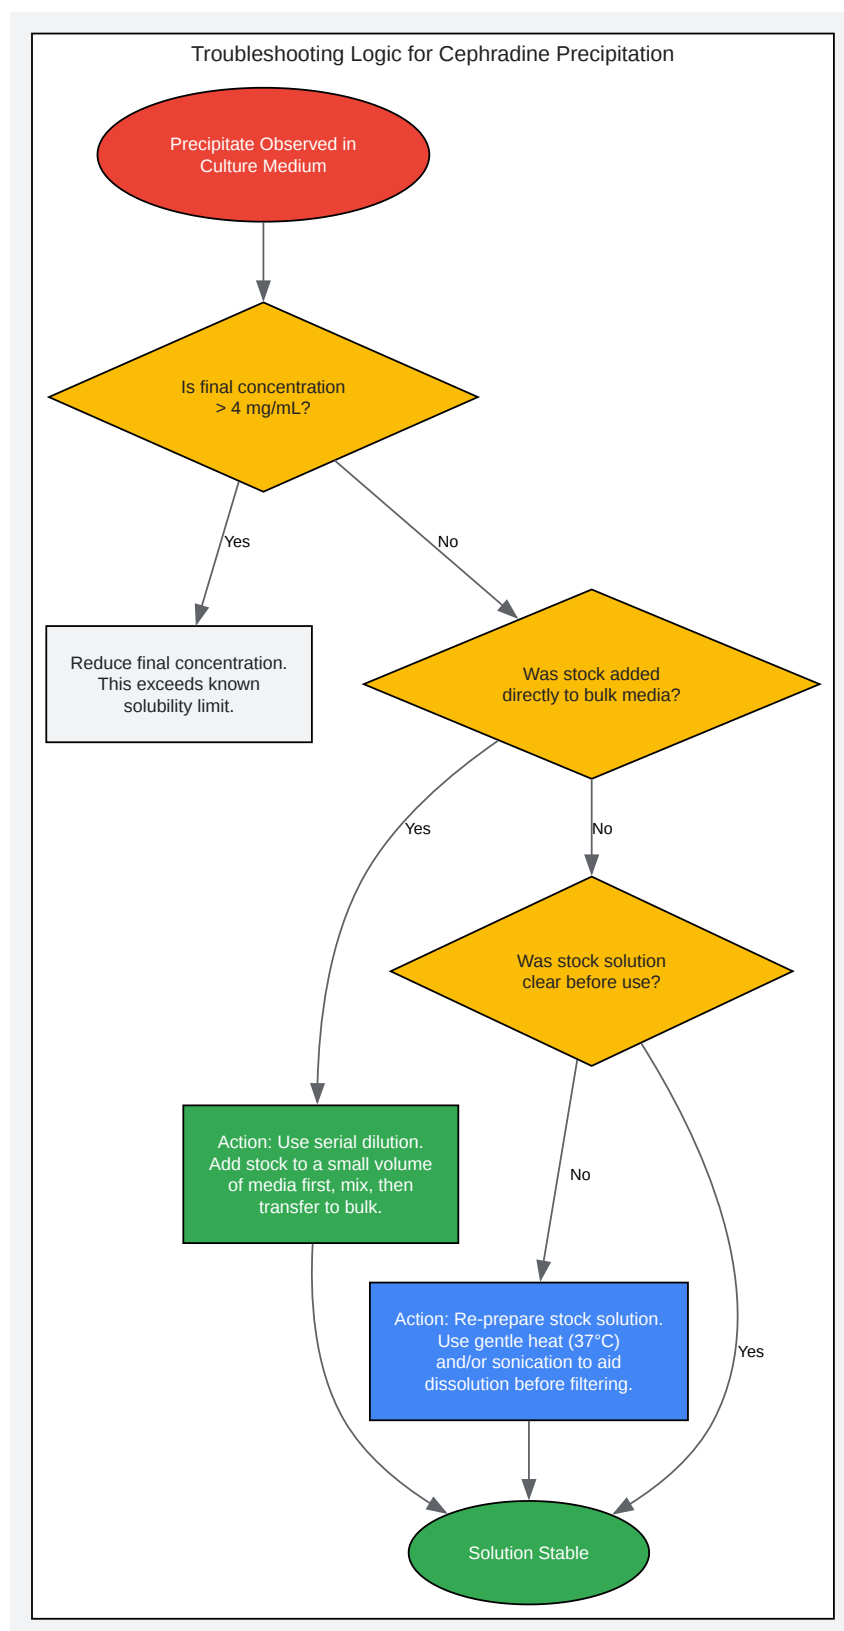 Troubleshooting Logic for Cephradine Precipitation
Precipitate Observed in
Culture Medium
Is final concentration
> 4 mg/mL?
Yes
No
Reduce final concentration.
This exceeds known
solubility limit.
Was stock added
directly to bulk media?
Yes
No
Was stock solution
clear before use?
Action: Use serial dilution.
Add stock to a small volume
of media first, mix, then
transfer to bulk.
No
Action: Re-prepare stock solution.
Use gentle heat (37°C)
and/or sonication to aid
dissolution before filtering.
Yes
Solution Stable